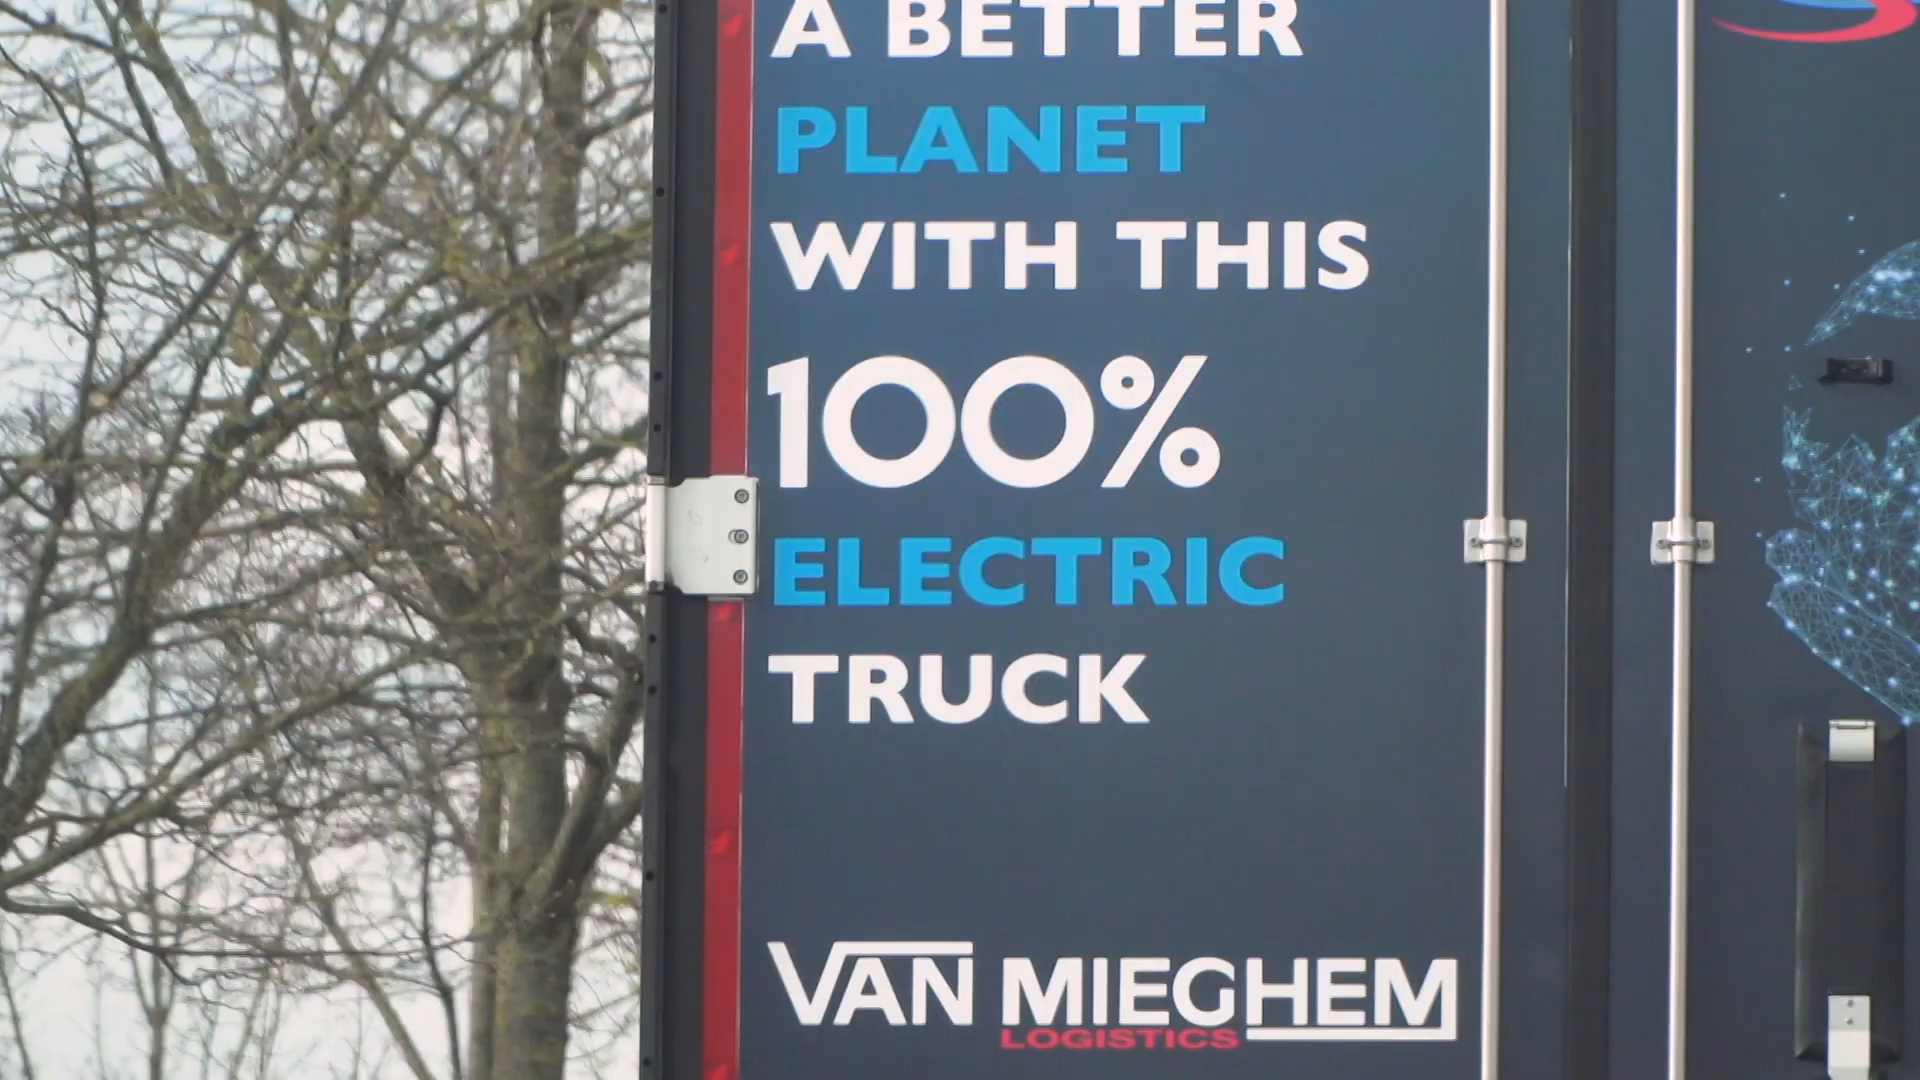 A BETTER
PLANET
WITH THIS
100%
ELECTRIC
TRUCK
VAN MIEGHEM
LOGISTICS